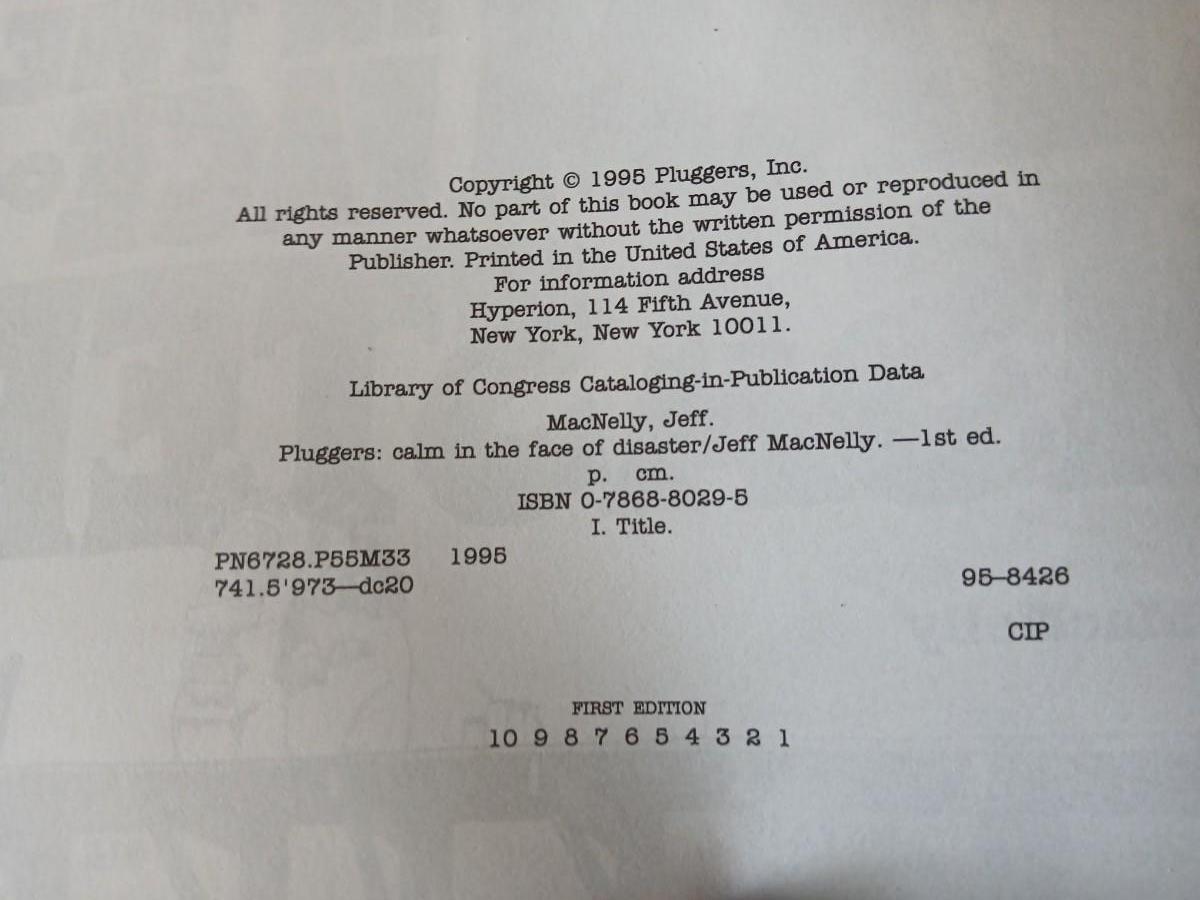 Copyright © 1995 Pluggers, Inc.
All rights reserved. No part of this book may be used or reproduced in
any manner whatsoever without the written permission of the
Publisher. Printed in the United States of America.
For information address
Hyperion, 114 Fifth Avenue,
New York, New York 10011.
Library of Congress Cataloging-in-Publication Data
MacNelly, Jeff.
Pluggers: calm in the face of disaster/Jeff MacNelly. —1st ed.
p. cm.
ISBN 0-7868-8029-5
I. Title.
PN6728.P55M33 1995
741.5'973—dc20
95–8426
CIP
FIRST EDITION
10 9 8 7 6 5 4 3 2 1